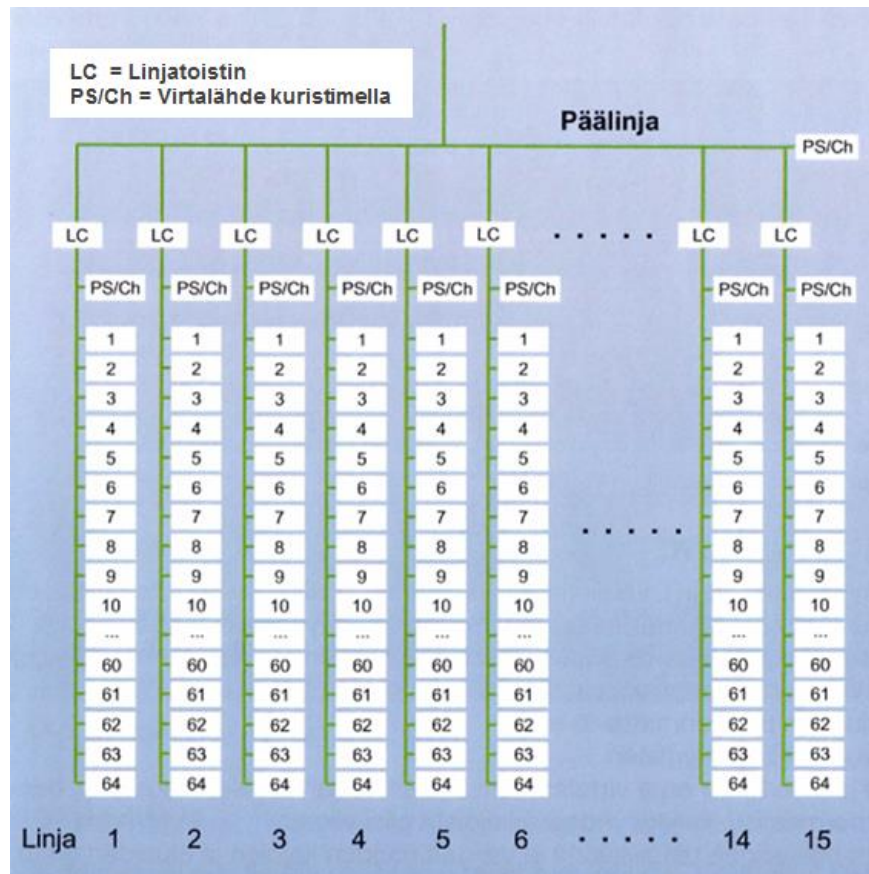 LC = Linjatoistin
PS/Ch = Virtalähde kuristimella
Päälinja
PS/Ch
LC LC LC LC LC LC ..... LC LC
PS/Ch PS/Ch PS/Ch PS/Ch PS/Ch PS/Ch PS/Ch PS/Ch
1 1 1 1 1 1 1 1
2 2 2 2 2 2 2 2
3 3 3 3 3 3 3 3
4 4 4 4 4 4 4 4
5 5 5 5 5 5 5 5
6 6 6 6 6 6 6 6
7 7 7 7 7 7 ..... 7 7
8 8 8 8 8 8 8 8
9 9 9 9 9 9 9 9
10 10 10 10 10 10 10 10
... ... ... ... ... ... ... ...
60 60 60 60 60 60 60 60
61 61 61 61 61 61 61 61
62 62 62 62 62 62 62 62
63 63 63 63 63 63 63 63
64 64 64 64 64 64 64 64
Linja 1 2 3 4 5 6 ..... 14 15